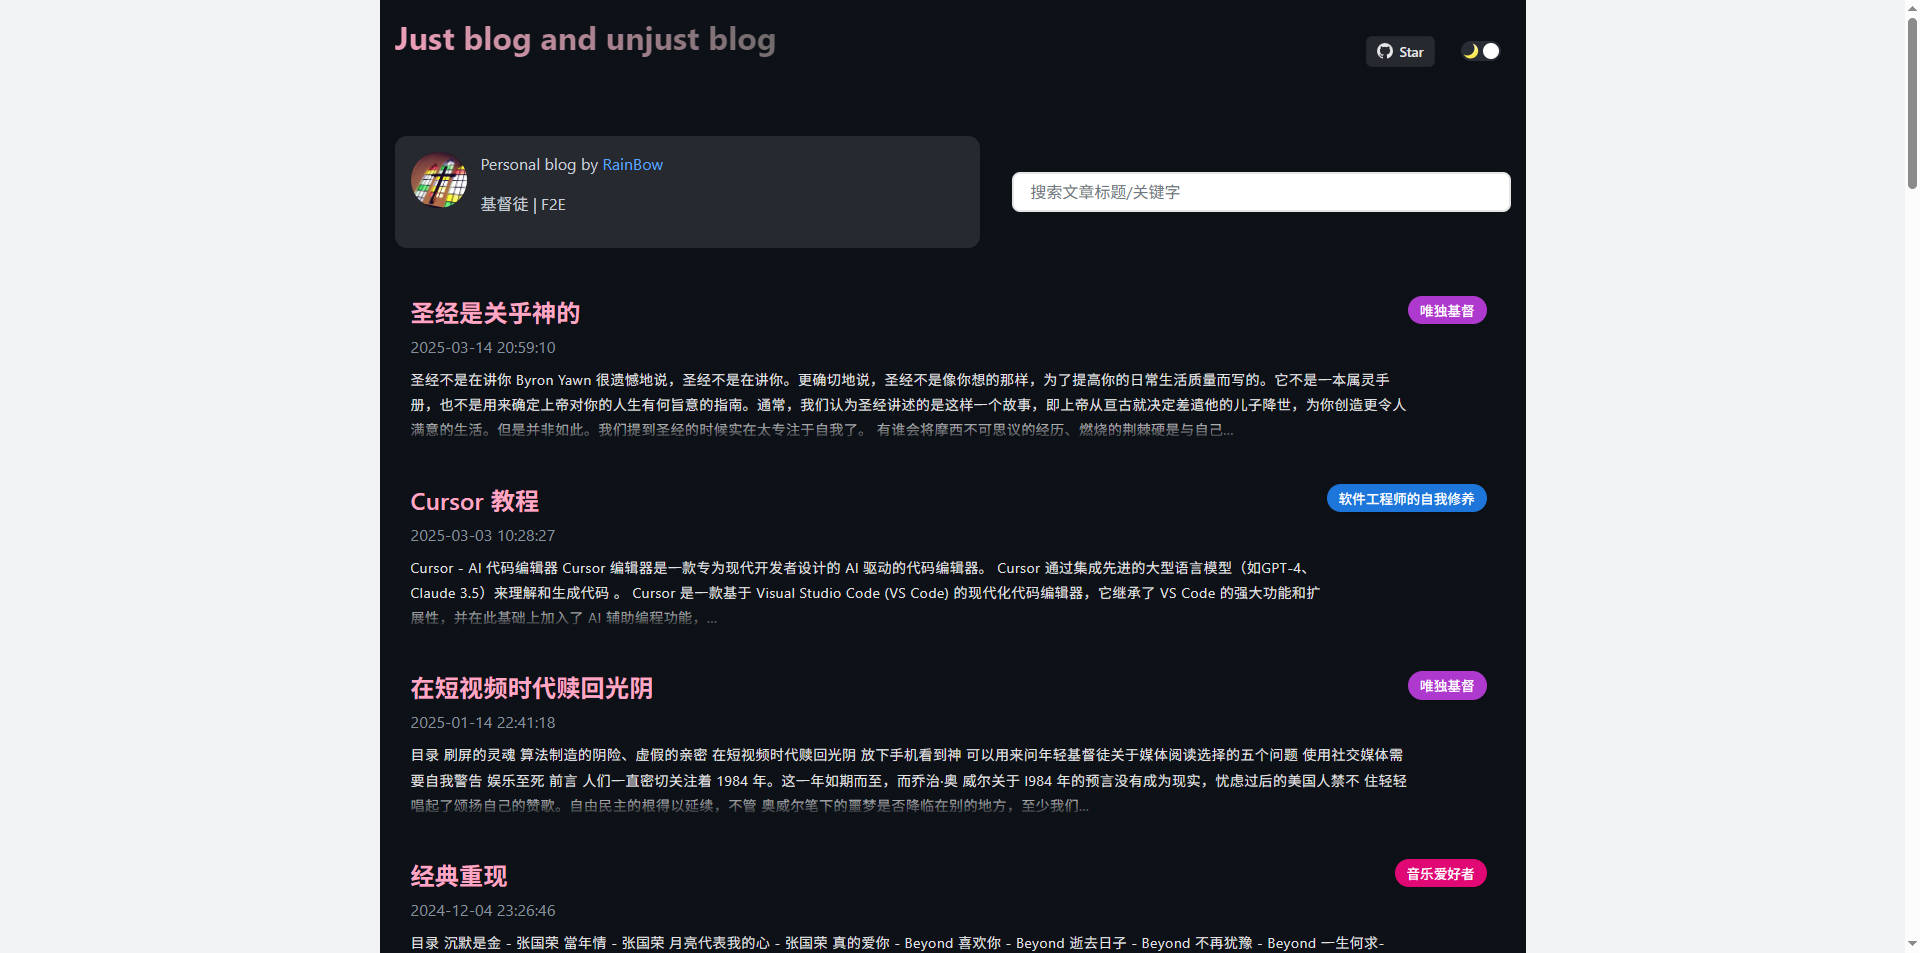 Just blog and unjust blog
Star
Personal blog by RainBow
基督徒 | F2E
搜索文章标题/关键字
圣经是关乎神的
唯独基督
2025-03-14 20:59:10
圣经不是在讲你 Byron Yawn 很遗憾地说，圣经不是在讲你。更确切地说，圣经不是像你想的那样，为了提高你的日常生活质量而写的。它不是一本属灵手
册，也不是用来确定上帝对你的人生有何旨意的指南。通常，我们认为圣经讲述的是这样一个故事，即上帝从亘古就决定差遣他的儿子降世，为你创造更令人
满意的生活。但是并非如此。我们提到圣经的时候实在太专注于自我了。 有谁会将摩西不可思议的经历、燃烧的荆棘硬是与自己...
Cursor 教程
软件工程师的自我修养
2025-03-03 10:28:27
Cursor - AI 代码编辑器 Cursor 编辑器是一款专为现代开发者设计的 AI 驱动的代码编辑器。 Cursor 通过集成先进的大型语言模型（如GPT-4、
Claude 3.5）来理解和生成代码 。 Cursor 是一款基于 Visual Studio Code (VS Code) 的现代化代码编辑器，它继承了 VS Code 的强大功能和扩
展性，并在此基础上加入了 AI 辅助编程功能，...
在短视频时代赎回光阴
唯独基督
2025-01-14 22:41:18
目录 刷屏的灵魂 算法制造的阴险、虚假的亲密 在短视频时代赎回光阴 放下手机看到神 可以用来问年轻基督徒关于媒体阅读选择的五个问题 使用社交媒体需
要自我警告 娱乐至死 前言 人们一直密切关注着 1984 年。这一年如期而至，而乔治·奥 威尔关于 l984 年的预言没有成为现实，忧虑过后的美国人禁不 住轻轻
唱起了颂扬自己的赞歌。自由民主的根得以延续，不管 奥威尔笔下的噩梦是否降临在别的地方，至少我们...
经典重现
音乐爱好者
2024-12-04 23:26:46
目录 沉默是金 - 张国荣 當年情 - 张国荣 月亮代表我的心 - 张国荣 真的爱你 - Beyond 喜欢你 - Beyond 逝去日子 - Beyond 不再犹豫 - Beyond 一生何求-